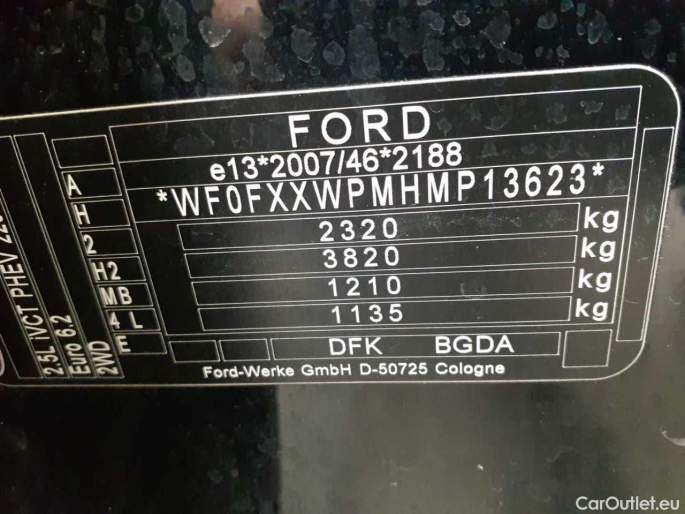 FORD
e13*2007/46*2188
*WF0FXXWPMHMP13623*
2320 kg
3820 kg
1210 kg
1135 kg
DFK BGDA
Ford-Werke GmbH D-50725 Cologne
A
H
2
H2
MB
4 L
E
2WD
Euro 6.2
2.5L iVCT PHEV
CarOutlet.eu